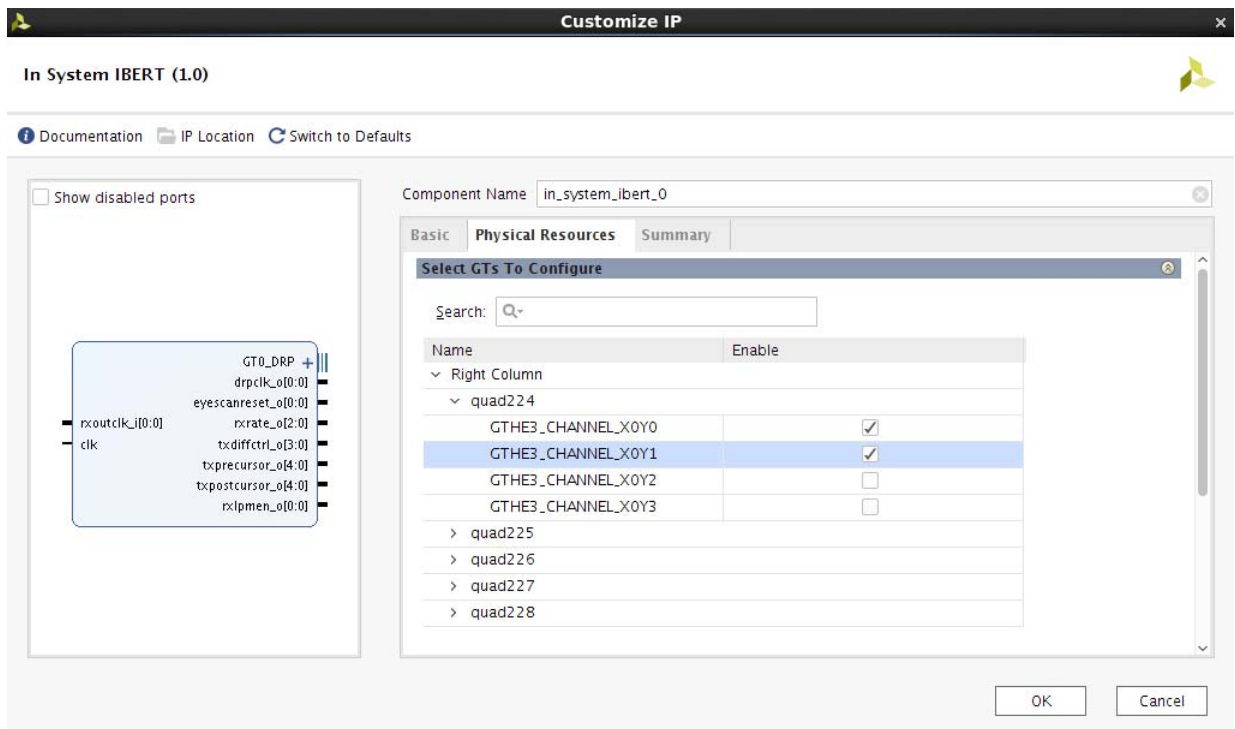 Customize IP
In System IBERT (1.0)
Documentation IP Location Switch to Defaults
Show disabled ports
GT0_DRP
drpclk_o[0:0]
eyescanreset_o[0:0]
rxoutclk_i[0:0] rxrate_o[2:0]
clk txdiffctrl_o[3:0]
txprecursor_o[4:0]
txpostcursor_o[4:0]
rxlpmen_o[0:0]
Component Name in_system_ibert_0
Basic Physical Resources Summary
Select GTs To Configure
Search:
Name Enable
Right Column
quad224
GTHE3_CHANNEL_X0Y0
GTHE3_CHANNEL_X0Y1
GTHE3_CHANNEL_X0Y2
GTHE3_CHANNEL_X0Y3
quad225
quad226
quad227
quad228
OK Cancel